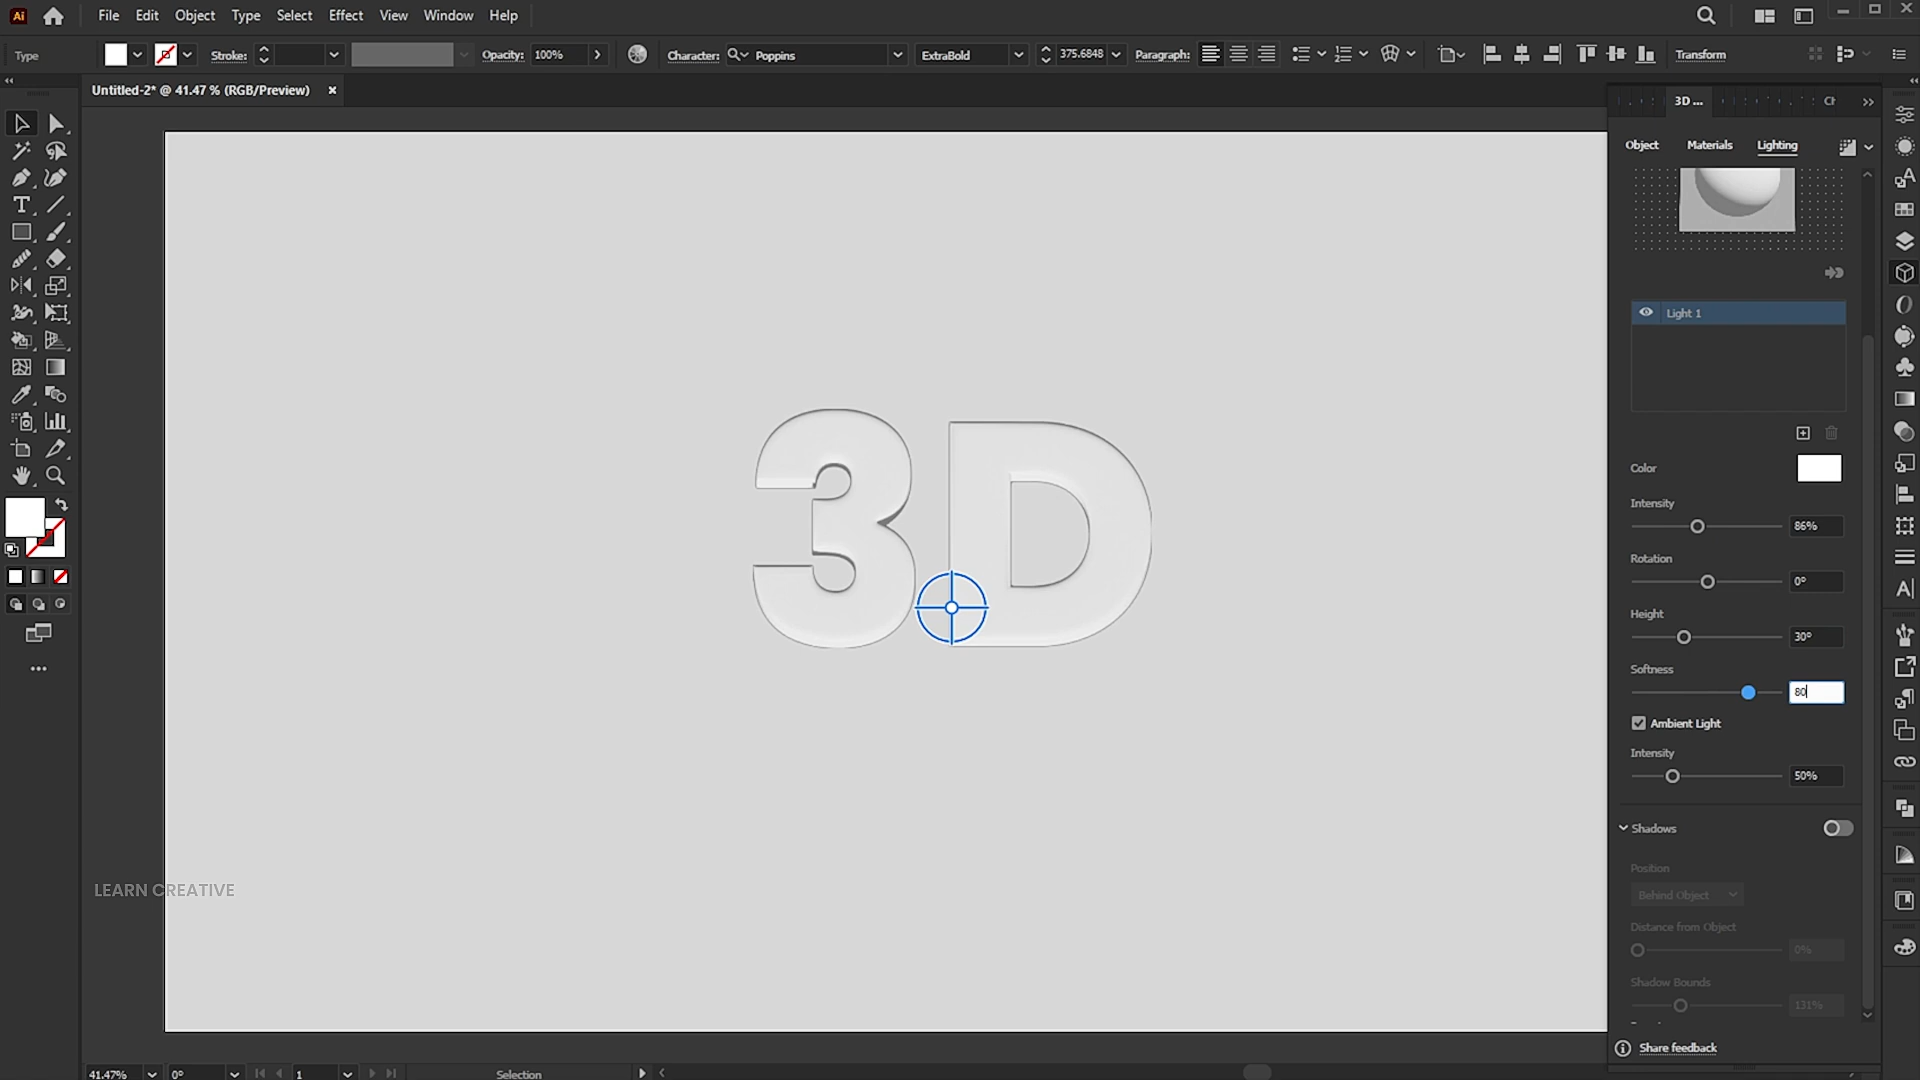 Ai File Edit Object Type Select Effect View Window Help
Type Stroke: Opacity: 100% Character: Poppins ExtraBold 375.6848 Paragraph: Transform
Untitled-2* @ 41.47 % (RGB/Preview) ×
3D ...
Object Materials Lighting
Light 1
3D
Color
Intensity
86%
Rotation
0°
Height
30°
Softness
80
Ambient Light
Intensity
50%
Shadows
Position
Behind Object
LEARN CREATIVE
Distance from Object
0%
Shadow Bounds
131%
Share feedback
41.47% 0° 1 Selection